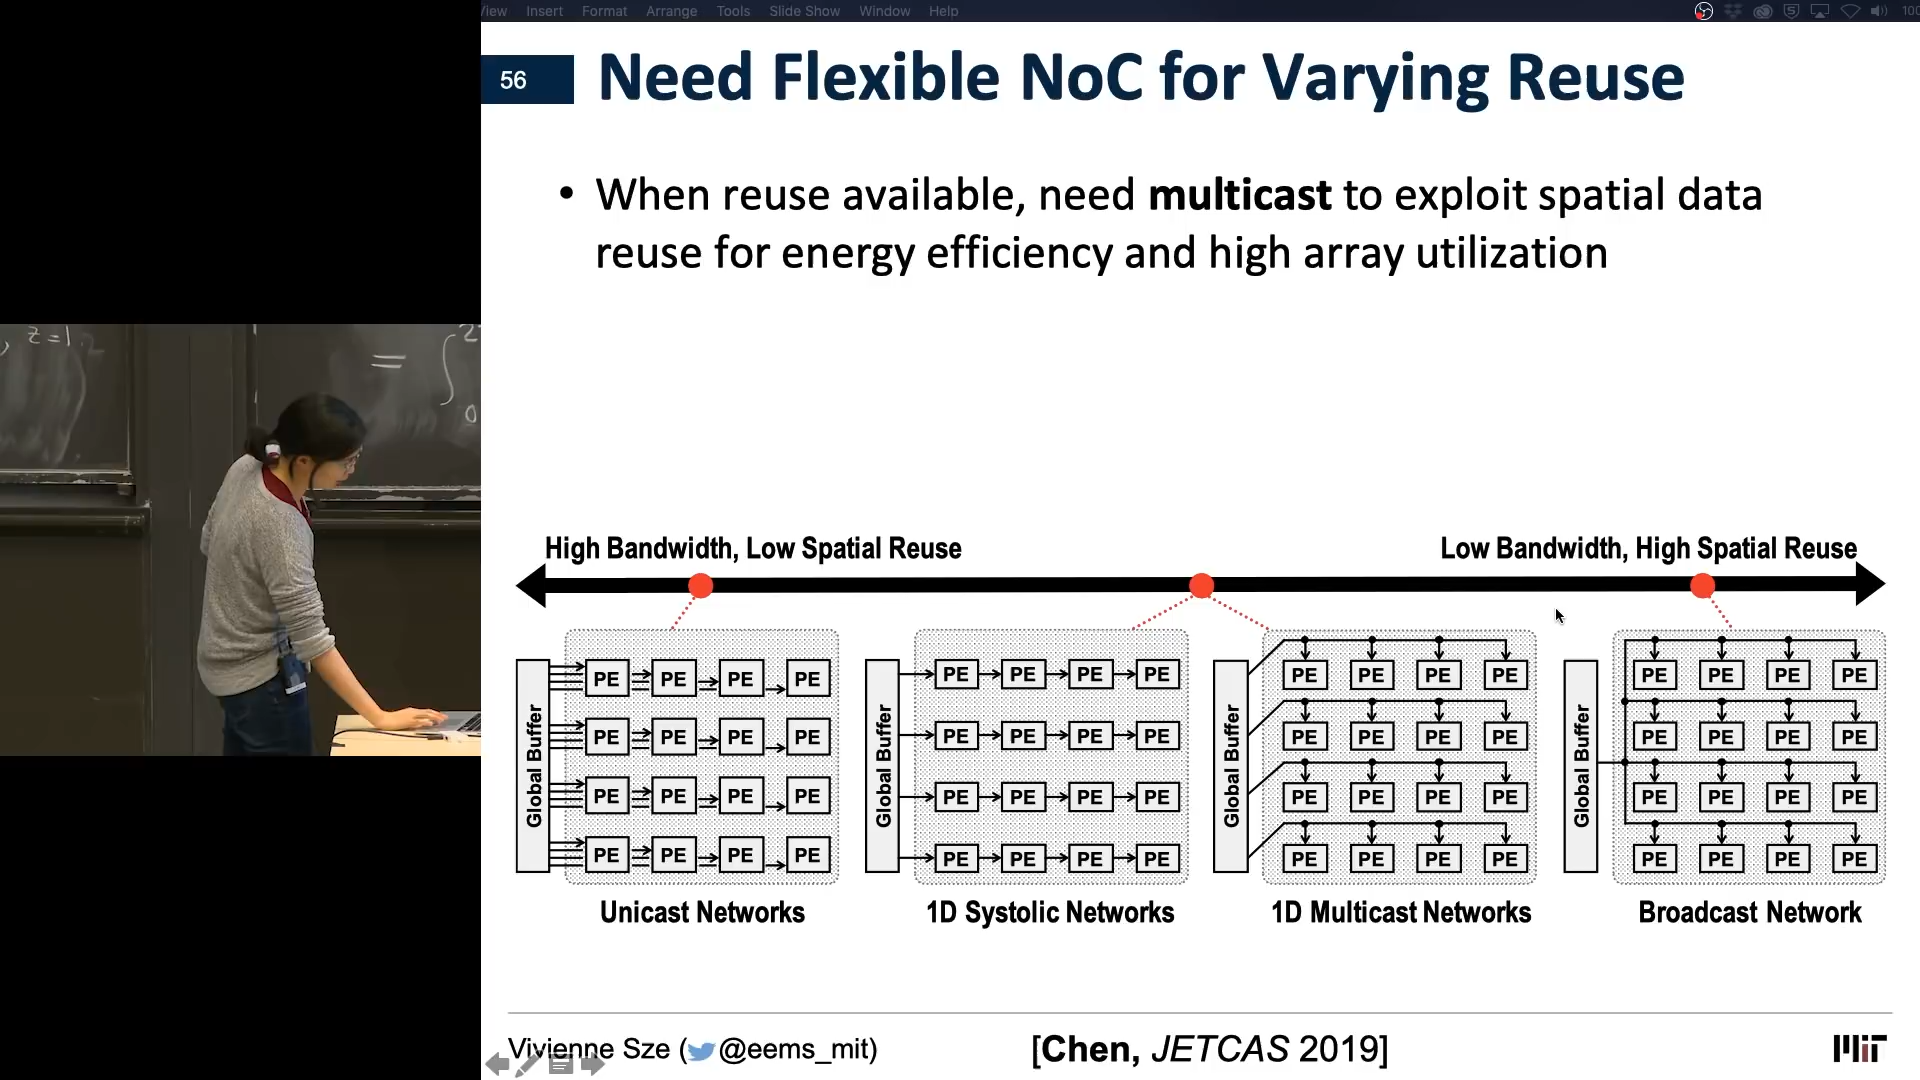 View Insert Format Arrange Tools Slide Show Window Help 100
56
Need Flexible NoC for Varying Reuse
• When reuse available, need multicast to exploit spatial data
reuse for energy efficiency and high array utilization
, z=1
= ∫
2
0
High Bandwidth, Low Spatial Reuse
Low Bandwidth, High Spatial Reuse
Global Buffer
PE PE PE PE
PE PE PE PE
PE PE PE PE
PE PE PE PE
Unicast Networks
Global Buffer
PE PE PE PE
PE PE PE PE
PE PE PE PE
PE PE PE PE
1D Systolic Networks
Global Buffer
PE PE PE PE
PE PE PE PE
PE PE PE PE
PE PE PE PE
1D Multicast Networks
Global Buffer
PE PE PE PE
PE PE PE PE
PE PE PE PE
PE PE PE PE
Broadcast Network
Vivienne Sze (@eems_mit)
[Chen, JETCAS 2019]
MIT